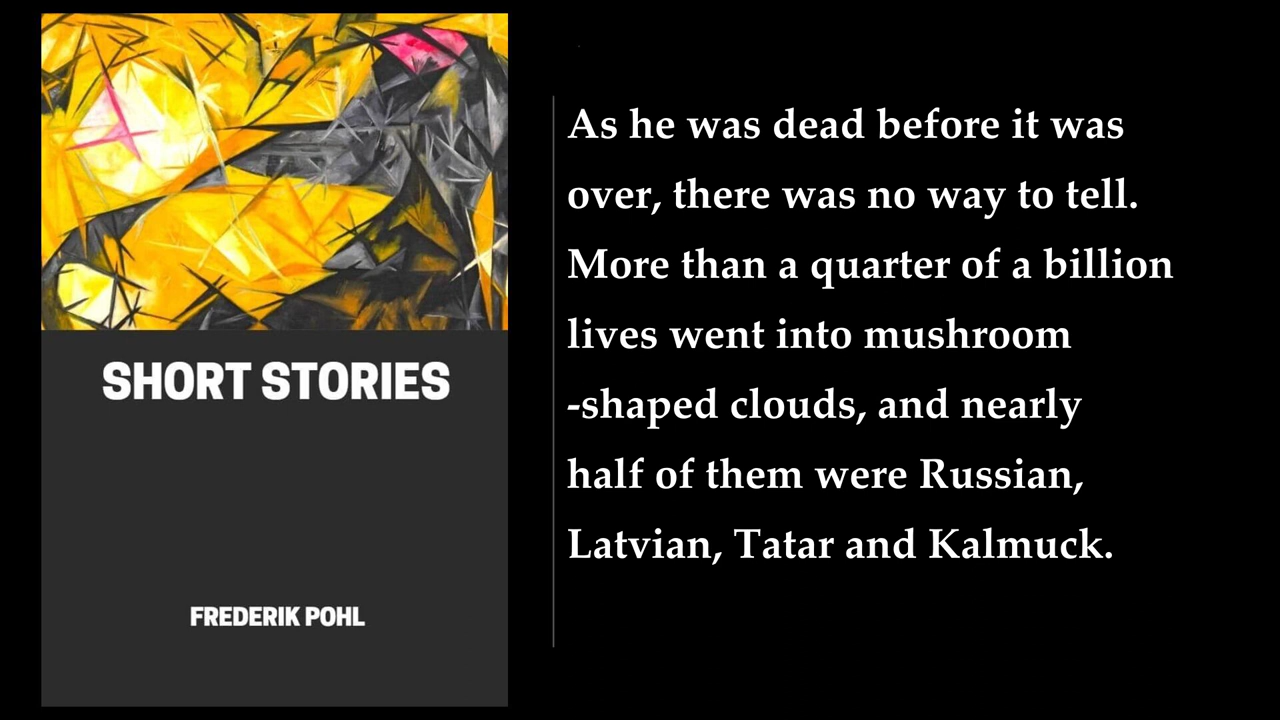 SHORT STORIES
FREDERIK POHL
As he was dead before it was
over, there was no way to tell.
More than a quarter of a billion
lives went into mushroom
-shaped clouds, and nearly
half of them were Russian,
Latvian, Tatar and Kalmuck.